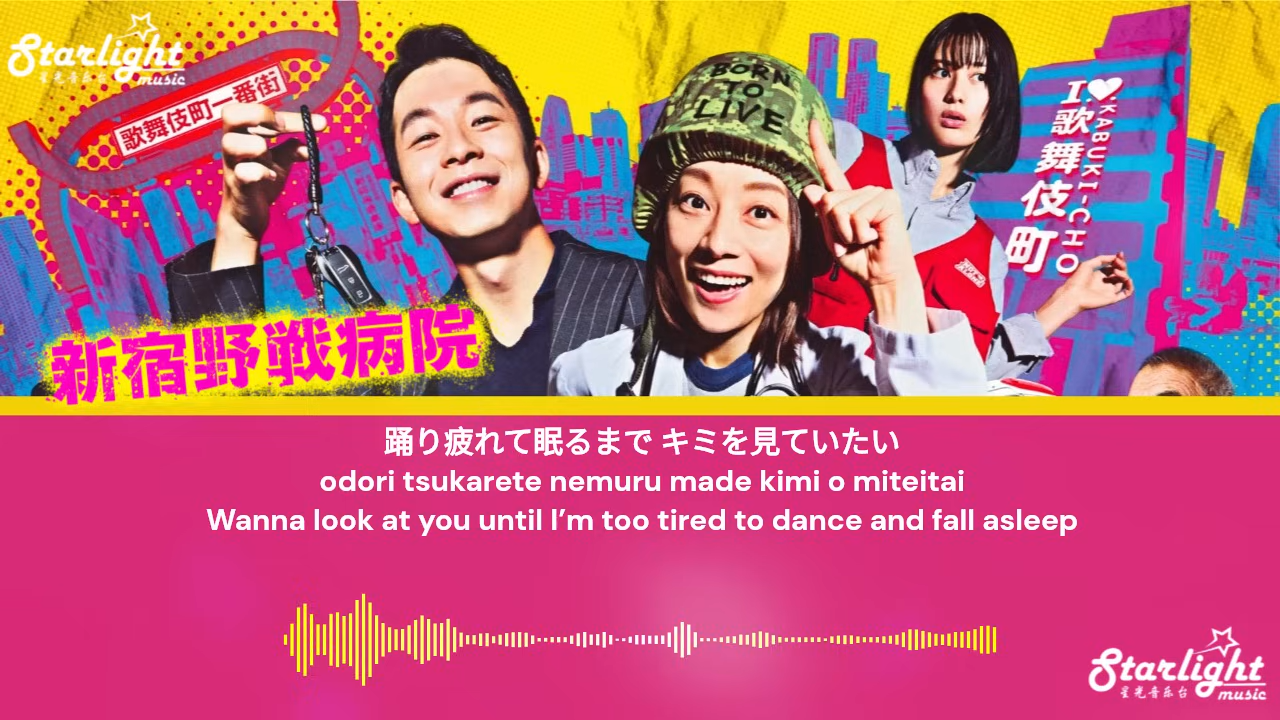 Starlight
星光音乐台 music
歌舞伎町一番街
BORN
TO
LIVE
I♥歌舞伎町
KABUKI-CHO
新宿野戦病院
踊り疲れて眠るまで キミを見ていたい
odori tsukarete nemuru made kimi o miteitai
Wanna look at you until I’m too tired to dance and fall asleep
Starlight
星光音乐台 music